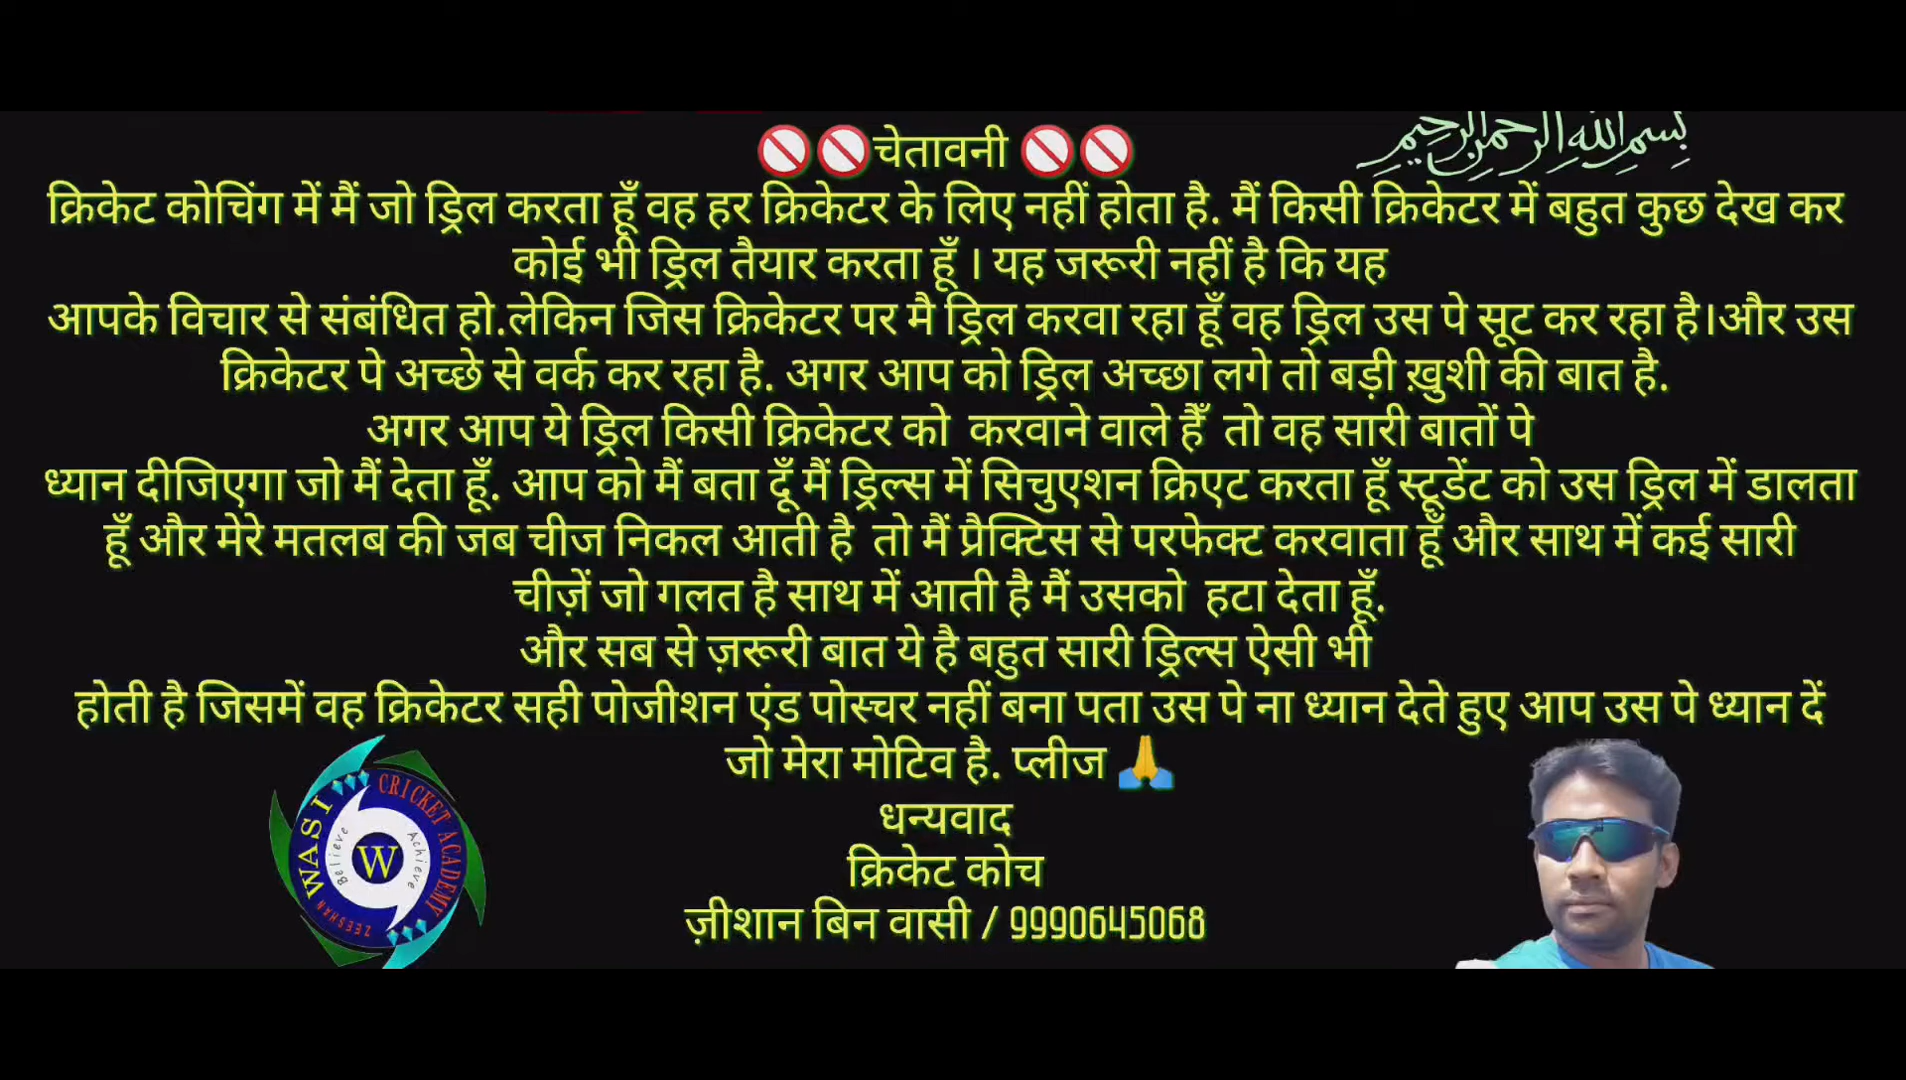 🚫🚫चेतावनी 🚫🚫
بِسْمِ اللهِ الرَّحْمٰنِ الرَّحِيْمِ
क्रिकेट कोचिंग में मैं जो ड्रिल करता हूँ वह हर क्रिकेटर के लिए नहीं होता है. मैं किसी क्रिकेटर में बहुत कुछ देख कर
कोई भी ड्रिल तैयार करता हूँ । यह जरूरी नहीं है कि यह
आपके विचार से संबंधित हो.लेकिन जिस क्रिकेटर पर मै ड्रिल करवा रहा हूँ वह ड्रिल उस पे सूट कर रहा है।और उस
क्रिकेटर पे अच्छे से वर्क कर रहा है. अगर आप को ड्रिल अच्छा लगे तो बड़ी ख़ुशी की बात है.
अगर आप ये ड्रिल किसी क्रिकेटर को करवाने वाले हैँ तो वह सारी बातों पे
ध्यान दीजिएगा जो मैं देता हूँ. आप को मैं बता दूँ मैं ड्रिल्स में सिचुएशन क्रिएट करता हूँ स्टूडेंट को उस ड्रिल में डालता
हूँ और मेरे मतलब की जब चीज निकल आती है तो मैं प्रैक्टिस से परफेक्ट करवाता हूँ और साथ में कई सारी
चीज़ें जो गलत है साथ में आती है मैं उसको हटा देता हूँ.
और सब से ज़रूरी बात ये है बहुत सारी ड्रिल्स ऐसी भी
होती है जिसमें वह क्रिकेटर सही पोजीशन एंड पोस्चर नहीं बना पता उस पे ना ध्यान देते हुए आप उस पे ध्यान दें
जो मेरा मोटिव है. प्लीज 🙏
धन्यवाद
क्रिकेट कोच
ज़ीशान बिन वासी / 9990645068
WASI CRICKET ACADEMY
Believe Achieve
W
ZEESHAN